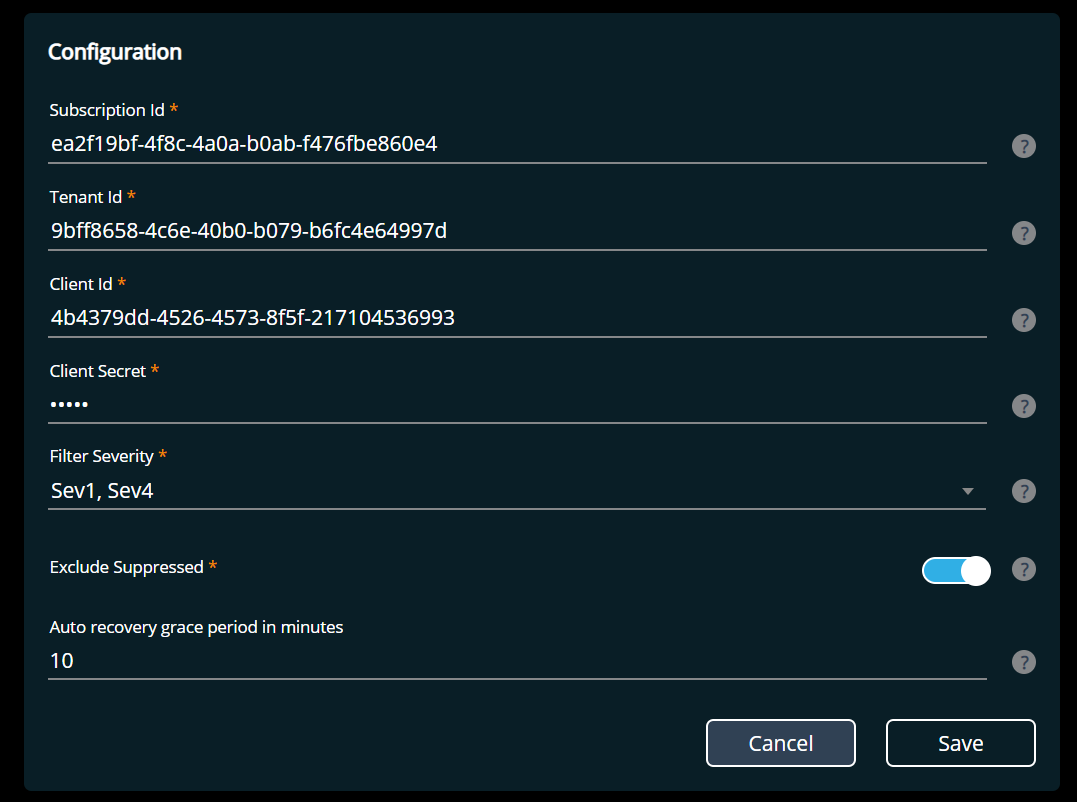 Configuration
Subscription Id *
ea2f19bf-4f8c-4a0a-b0ab-f476fbe860e4
?
Tenant Id *
9bff8658-4c6e-40b0-b079-b6fc4e64997d
?
Client Id *
4b4379dd-4526-4573-8f5f-217104536993
?
Client Secret *
•••••
?
Filter Severity *
Sev1, Sev4
?
Exclude Suppressed *
?
Auto recovery grace period in minutes
10
?
Cancel
Save